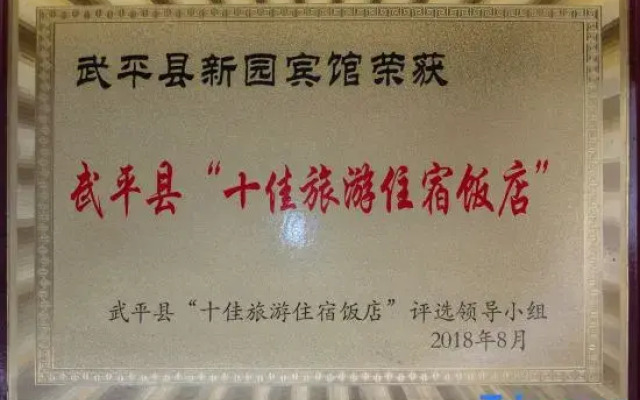 武平县新园宾馆荣获
武平县“十佳旅游住宿饭店”
武平县“十佳旅游住宿饭店”评选领导小组
2018年8月